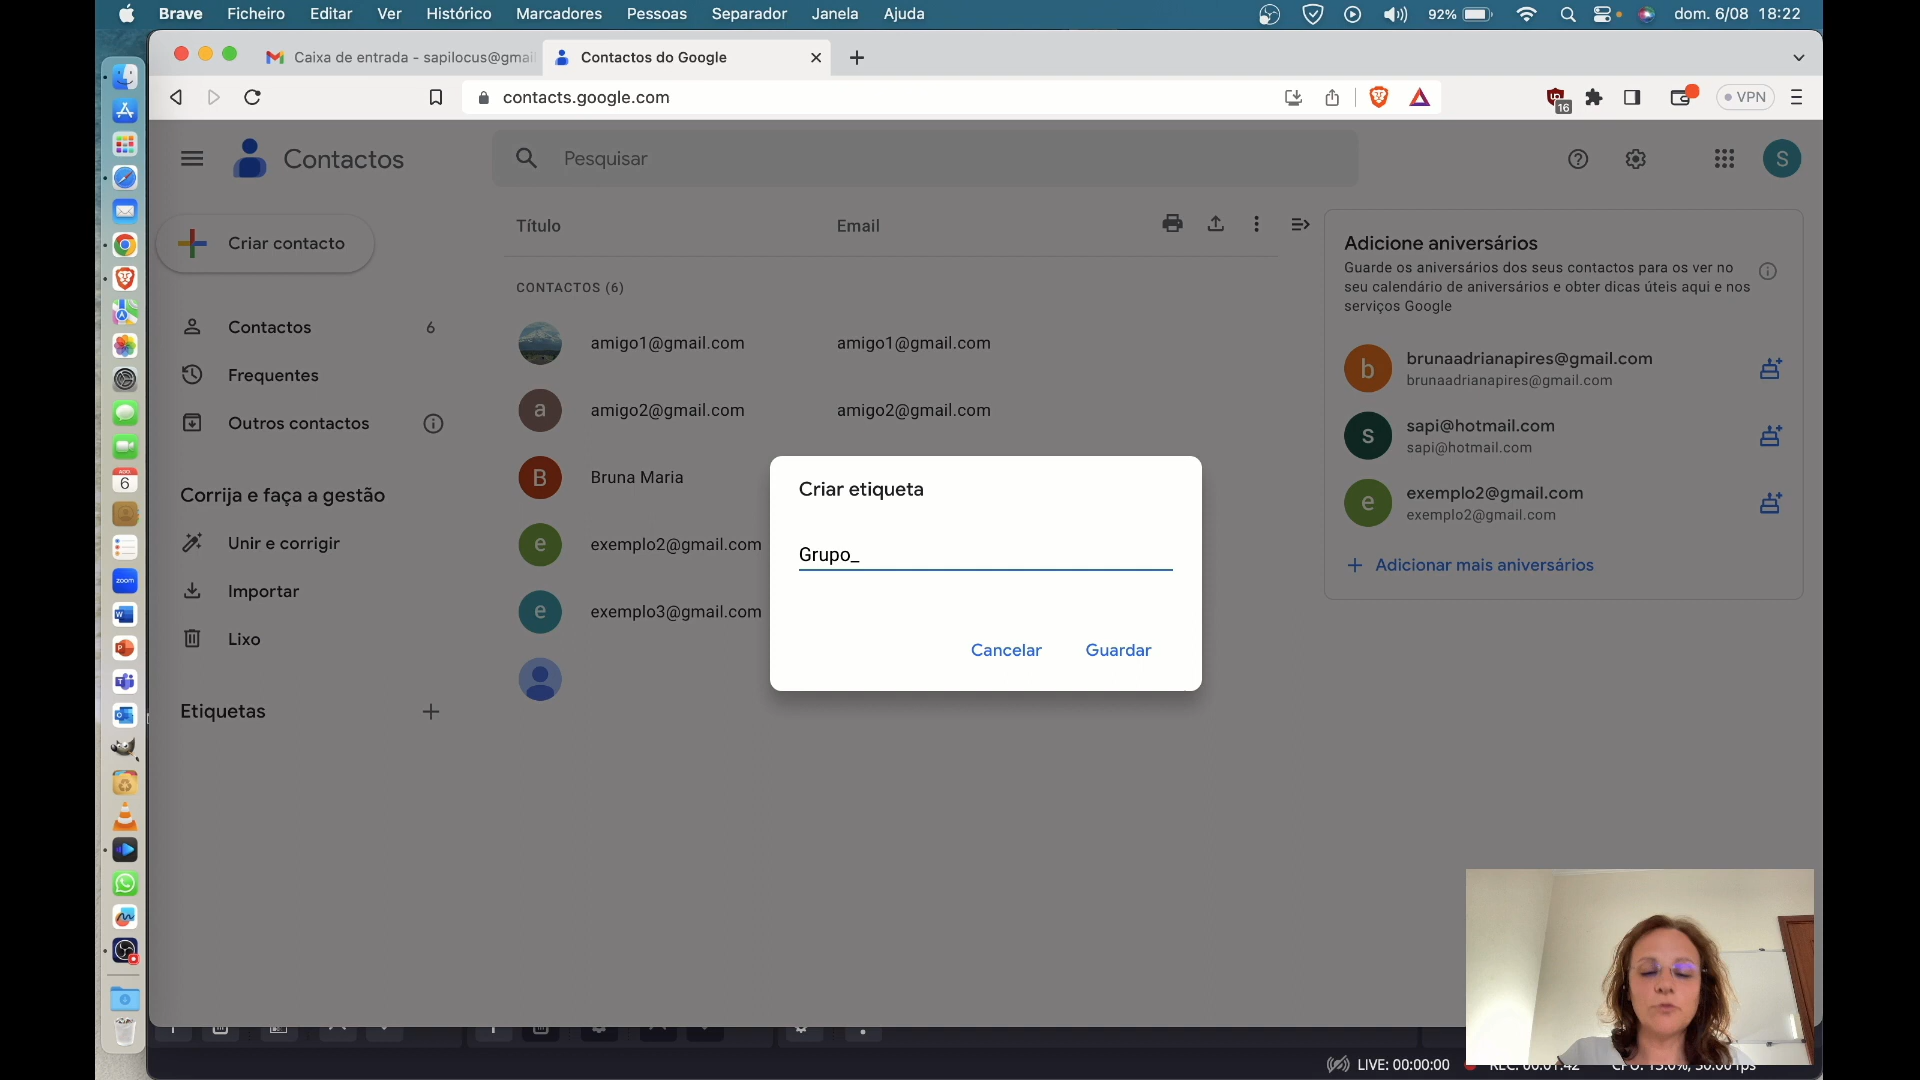 Brave Ficheiro Editar Ver Histórico Marcadores Pessoas Separador Janela Ajuda 92% dom. 6/08 18:22
Caixa de entrada - sapilocus@gmai
Contactos do Google
contacts.google.com
16
VPN
Contactos
Pesquisar
S
Criar contacto
Contactos 6
Frequentes
Outros contactos
Corrija e faça a gestão
Unir e corrigir
Importar
Lixo
Etiquetas
Título Email
CONTACTOS (6)
amigo1@gmail.com amigo1@gmail.com
a amigo2@gmail.com amigo2@gmail.com
B Bruna Maria
e exemplo2@gmail.com
e exemplo3@gmail.com
Criar etiqueta
Grupo_
Cancelar Guardar
Adicione aniversários
Guarde os aniversários dos seus contactos para os ver no
seu calendário de aniversários e obter dicas úteis aqui e nos
serviços Google
b brunaadrianapires@gmail.com
brunaadrianapires@gmail.com
s sapi@hotmail.com
sapi@hotmail.com
e exemplo2@gmail.com
exemplo2@gmail.com
Adicionar mais aniversários
AGO
6
zoom
LIVE: 00:00:00